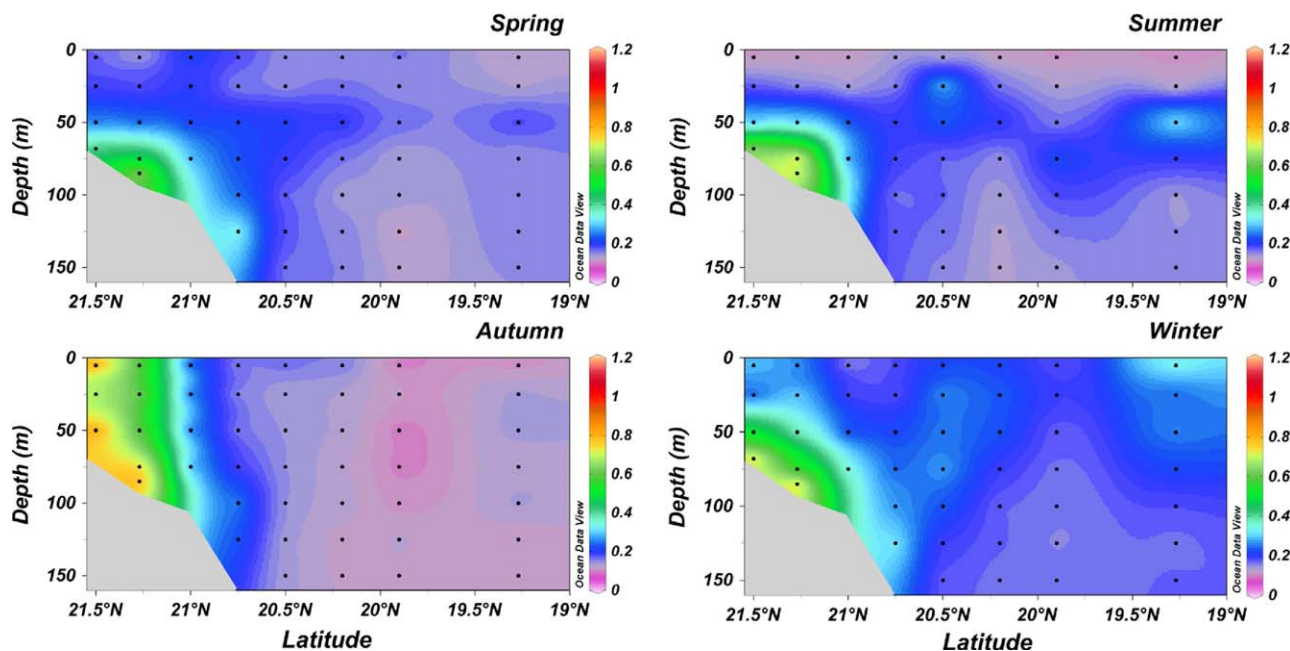 Spring
0
50
100
150
Depth (m)
21.5°N
21°N
20.5°N
20°N
19.5°N
19°N
Ocean Data View
1.2
1
0.8
0.6
0.4
0.2
0
Summer
0
50
100
150
Depth (m)
21.5°N
21°N
20.5°N
20°N
19.5°N
19°N
Ocean Data View
1.2
1
0.8
0.6
0.4
0.2
0
Autumn
0
50
100
150
Depth (m)
21.5°N
21°N
20.5°N
20°N
19.5°N
19°N
Latitude
Ocean Data View
1.2
1
0.8
0.6
0.4
0.2
0
Winter
0
50
100
150
Depth (m)
21.5°N
21°N
20.5°N
20°N
19.5°N
19°N
Latitude
Ocean Data View
1.2
1
0.8
0.6
0.4
0.2
0